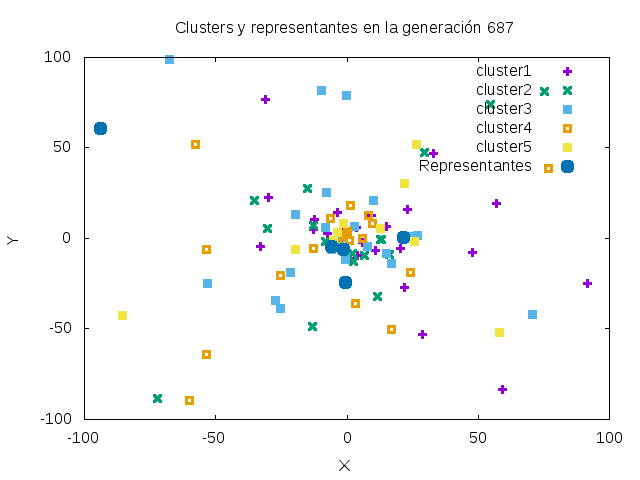 Clusters y representantes en la generación 687
100
50
0
-50
-100
Y
-100
-50
0
50
100
X
cluster1
cluster2
cluster3
cluster4
cluster5
Representantes